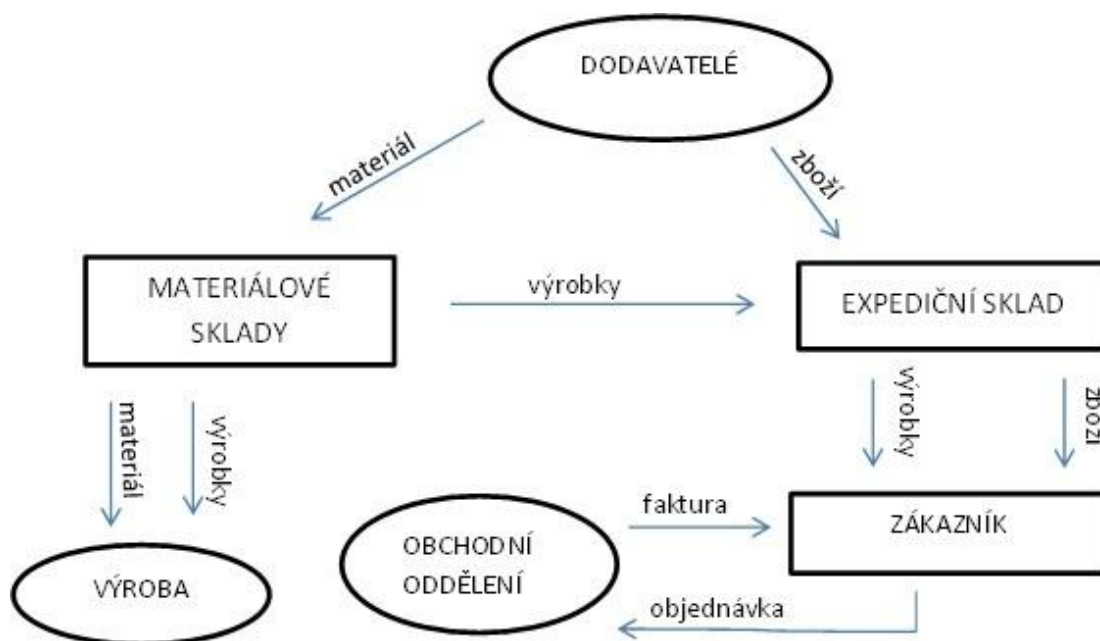 DODAVATELÉ
materiál
zboží
MATERIÁLOVÉ
SKLADY
výrobky
EXPEDIČNÍ SKLAD
materiál
výrobky
výrobky
zboží
VÝROBA
OBCHODNÍ
ODDĚLENÍ
faktura
ZÁKAZNÍK
objednávka